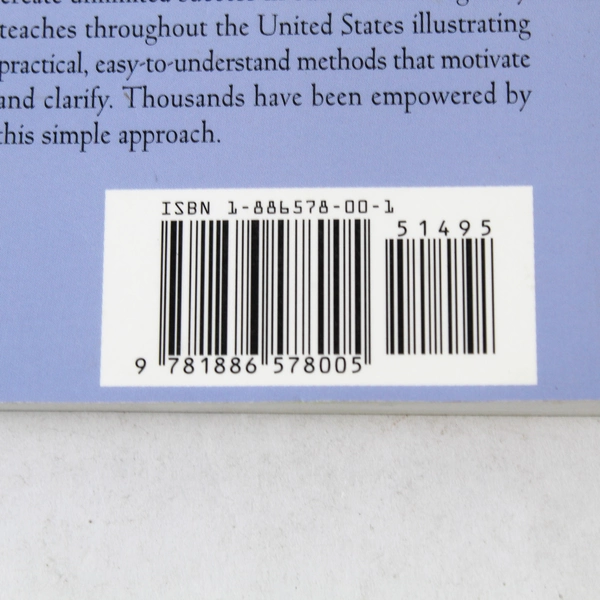 teaches throughout the United States illustrating
practical, easy-to-understand methods that motivate
and clarify. Thousands have been empowered by
this simple approach.
ISBN 1-886578-00-1
51495
9 781886 578005